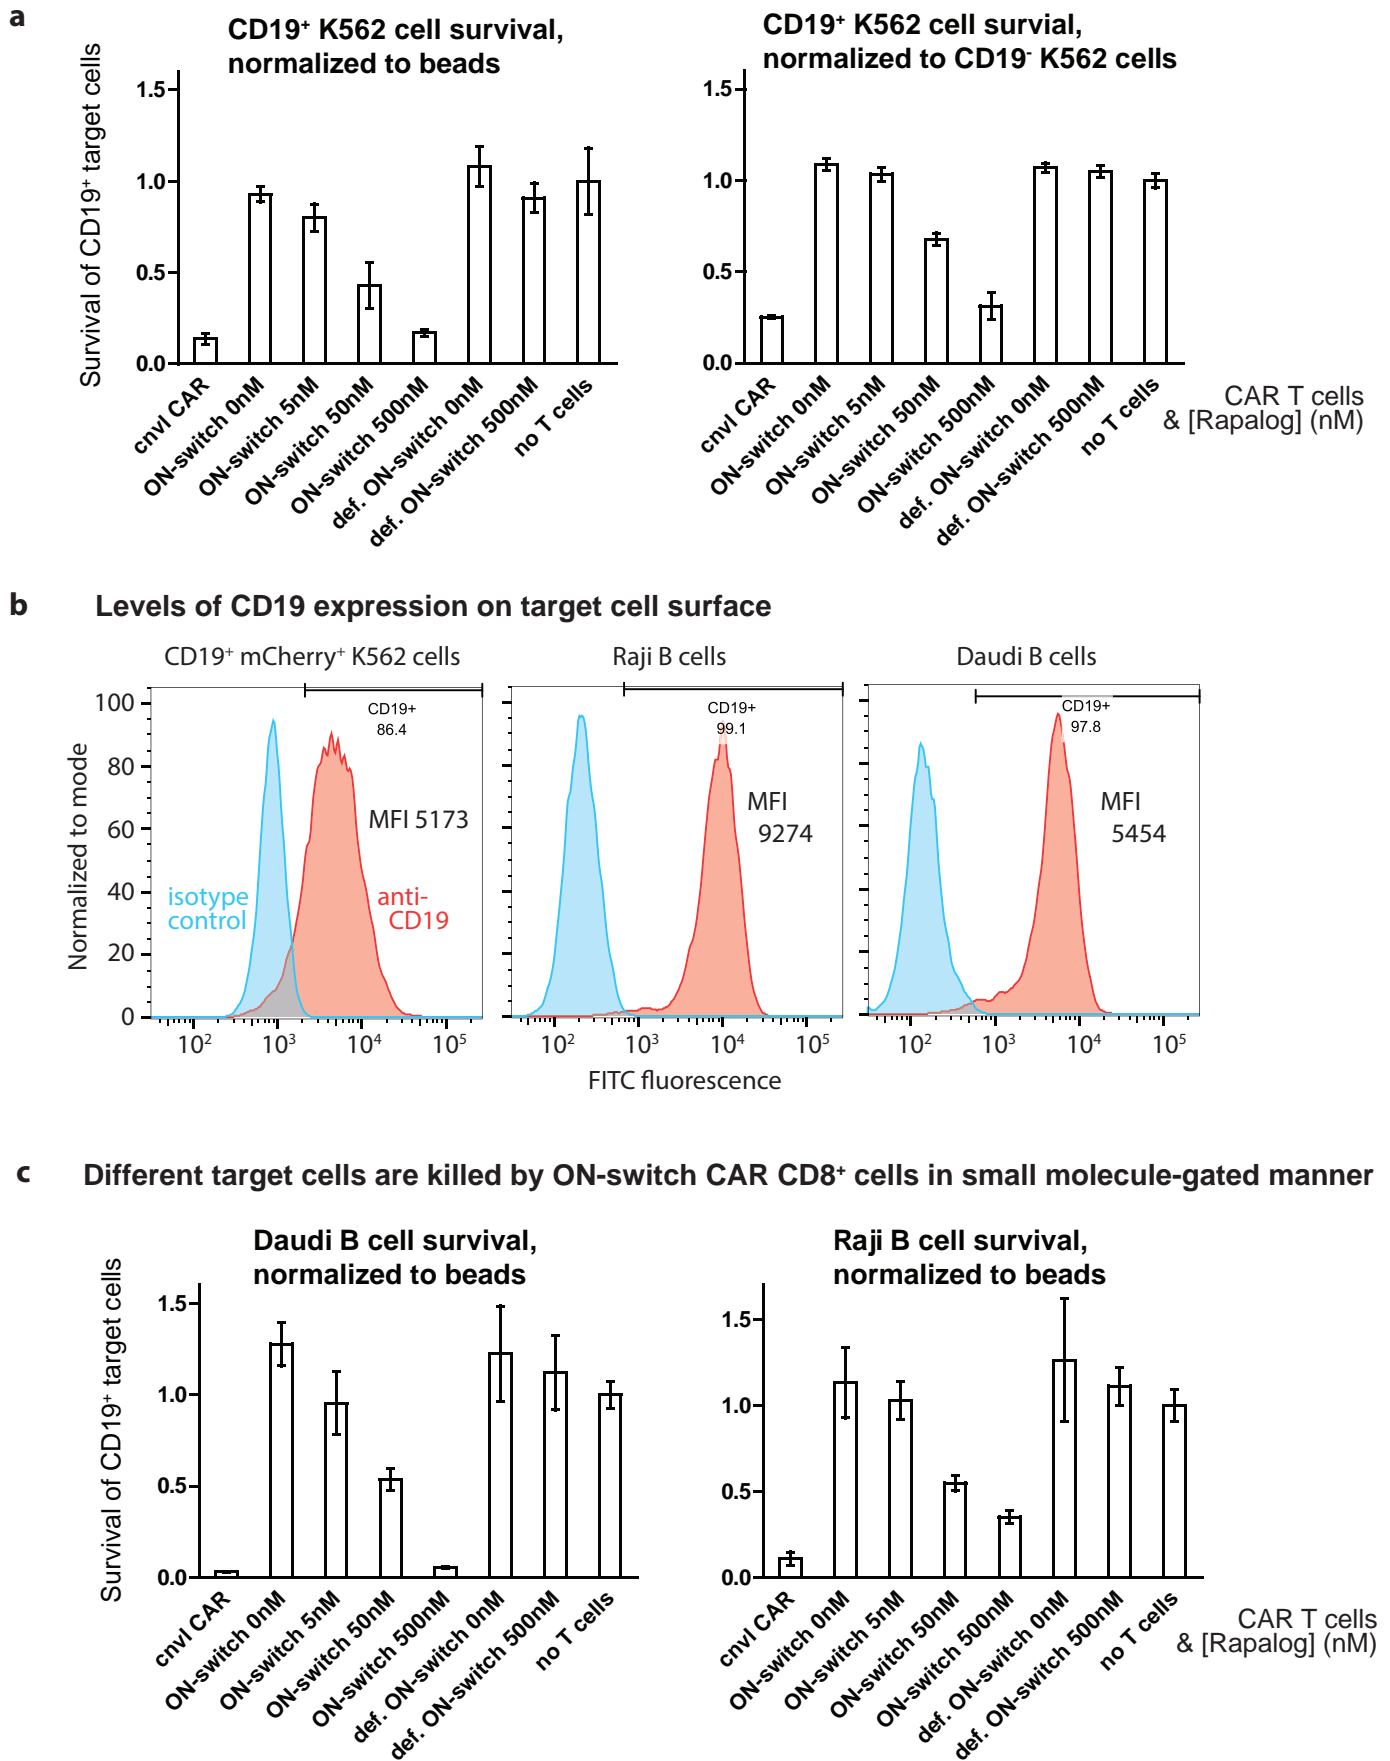 a
CD19⁺ K562 cell survival,
normalized to beads
Survival of CD19⁺ target cells
1.5
1.0
0.5
0.0
cnvl CAR
ON-switch 0nM
ON-switch 5nM
ON-switch 50nM
ON-switch 500nM
def. ON-switch 0nM
def. ON-switch 500nM
no T cells
CD19⁺ K562 cell survial,
normalized to CD19⁻ K562 cells
1.5
1.0
0.5
0.0
cnvl CAR
ON-switch 0nM
ON-switch 5nM
ON-switch 50nM
ON-switch 500nM
def. ON-switch 0nM
def. ON-switch 500nM
no T cells
CAR T cells
& [Rapalog] (nM)
b
Levels of CD19 expression on target cell surface
CD19⁺ mCherry⁺ K562 cells
Normalized to mode
100
80
60
40
20
0
CD19+
86.4
MFI 5173
isotype
control
anti-
CD19
10²
10³
10⁴
10⁵
Raji B cells
CD19+
99.1
MFI
9274
10²
10³
10⁴
10⁵
Daudi B cells
CD19+
97.8
MFI
5454
10²
10³
10⁴
10⁵
FITC fluorescence
c
Different target cells are killed by ON-switch CAR CD8⁺ cells in small molecule-gated manner
Daudi B cell survival,
normalized to beads
Survival of CD19⁺ target cells
1.5
1.0
0.5
0.0
cnvl CAR
ON-switch 0nM
ON-switch 5nM
ON-switch 50nM
ON-switch 500nM
def. ON-switch 0nM
def. ON-switch 500nM
no T cells
Raji B cell survival,
normalized to beads
1.5
1.0
0.5
0.0
cnvl CAR
ON-switch 0nM
ON-switch 5nM
ON-switch 50nM
ON-switch 500nM
def. ON-switch 0nM
def. ON-switch 500nM
no T cells
CAR T cells
& [Rapalog] (nM)